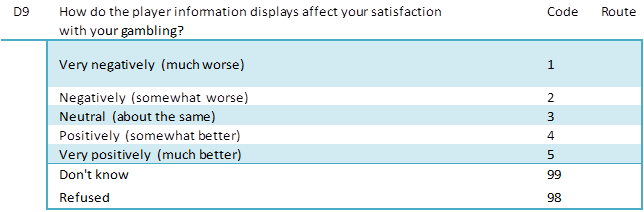 D9 How do the player information displays affect your satisfaction Code Route
with your gambling?
Very negatively (much worse) 1
Negatively (somewhat worse) 2
Neutral (about the same) 3
Positively (somewhat better) 4
Very positively (much better) 5
Don't know 99
Refused 98